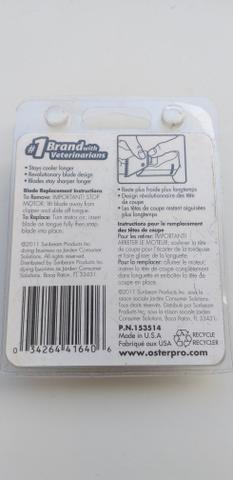 #1 Brand with
Veterinarians
• Stays cooler longer
• Revolutionary blade design
• Blades stay sharper longer
Blade Replacement Instructions
To Remove: IMPORTANT! STOP
MOTOR, tilt blade away from
clipper and slide off tongue.
To Replace: Turn motor on, insert
blade on tongue fully then snap
blade into place.
©2011 Sunbeam Products Inc. doing
business as Jarden Consumer
Solutions. All rights reserved.
Distributed by Sunbeam Products Inc.
doing business as Jarden Consumer
Solutions, Boca Raton, FL 33431.
0 34264 41640 6
• Reste plus froide plus longtemps
• Design révolutionnaire des tête
de coupe
• Les têtes de coupe restent aiguisées
plus longtemps
Instructions pour le remplacement
des têtes de coupe
Pour les retirer: IMPORTANT!
ARRETER LE MOTEUR, soulever la tête
de coupe pour l'écarter de la tondeuse
et faire glisser de la languette.
Pour la remplacer: allumer le moteur,
insérer la tête de coupe complètement
dans la languette puis enclencher la tête
de coupe en place.
©2011 Sunbeam Products Inc. sous la
raison sociale Jarden Consumer Solutions.
Tous droits réservés. Distribué par Sunbeam
Products Inc. sous la raison sociale Jarden
Consumer Solutions, Boca Raton, FL 33431.
P.N.153514
Made in U.S.A.
Fabriqué aux USA
RECYCLE
RECYCLER
www.osterpro.com